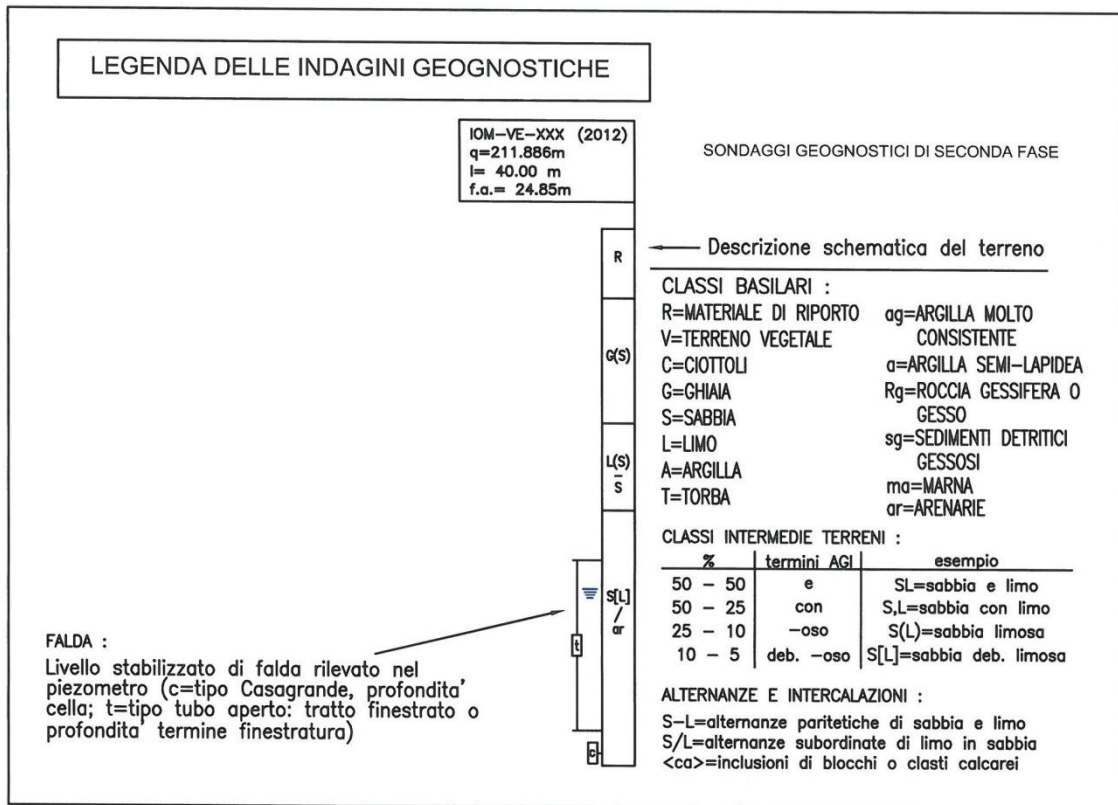 LEGENDA DELLE INDAGINI GEOGNOSTICHE
IOM-VE-XXX (2012)
q=211.886m
l= 40.00 m
f.a.= 24.85m
SONDAGGI GEOGNOSTICI DI SECONDA FASE
R
G(S)
L(S)
-
S
S[L]
/
ar
t
c
Descrizione schematica del terreno
CLASSI BASILARI :
R=MATERIALE DI RIPORTO
V=TERRENO VEGETALE
C=CIOTTOLI
G=GHIAIA
S=SABBIA
L=LIMO
A=ARGILLA
T=TORBA
ag=ARGILLA MOLTO
CONSISTENTE
a=ARGILLA SEMI-LAPIDEA
Rg=ROCCIA GESSIFERA O
GESSO
sg=SEDIMENTI DETRITICI
GESSOSI
ma=MARNA
ar=ARENARIE
CLASSI INTERMEDIE TERRENI :
% termini AGI esempio
50 - 50 e SL=sabbia e limo
50 - 25 con S,L=sabbia con limo
25 - 10 -oso S(L)=sabbia limosa
10 - 5 deb. -oso S[L]=sabbia deb. limosa
ALTERNANZE E INTERCALAZIONI :
S-L=alternanze paritetiche di sabbia e limo
S/L=alternanze subordinate di limo in sabbia
<ca>=inclusioni di blocchi o clasti calcarei
FALDA :
Livello stabilizzato di falda rilevato nel
piezometro (c=tipo Casagrande, profondita'
cella; t=tipo tubo aperto: tratto finestrato o
profondita' termine finestratura)